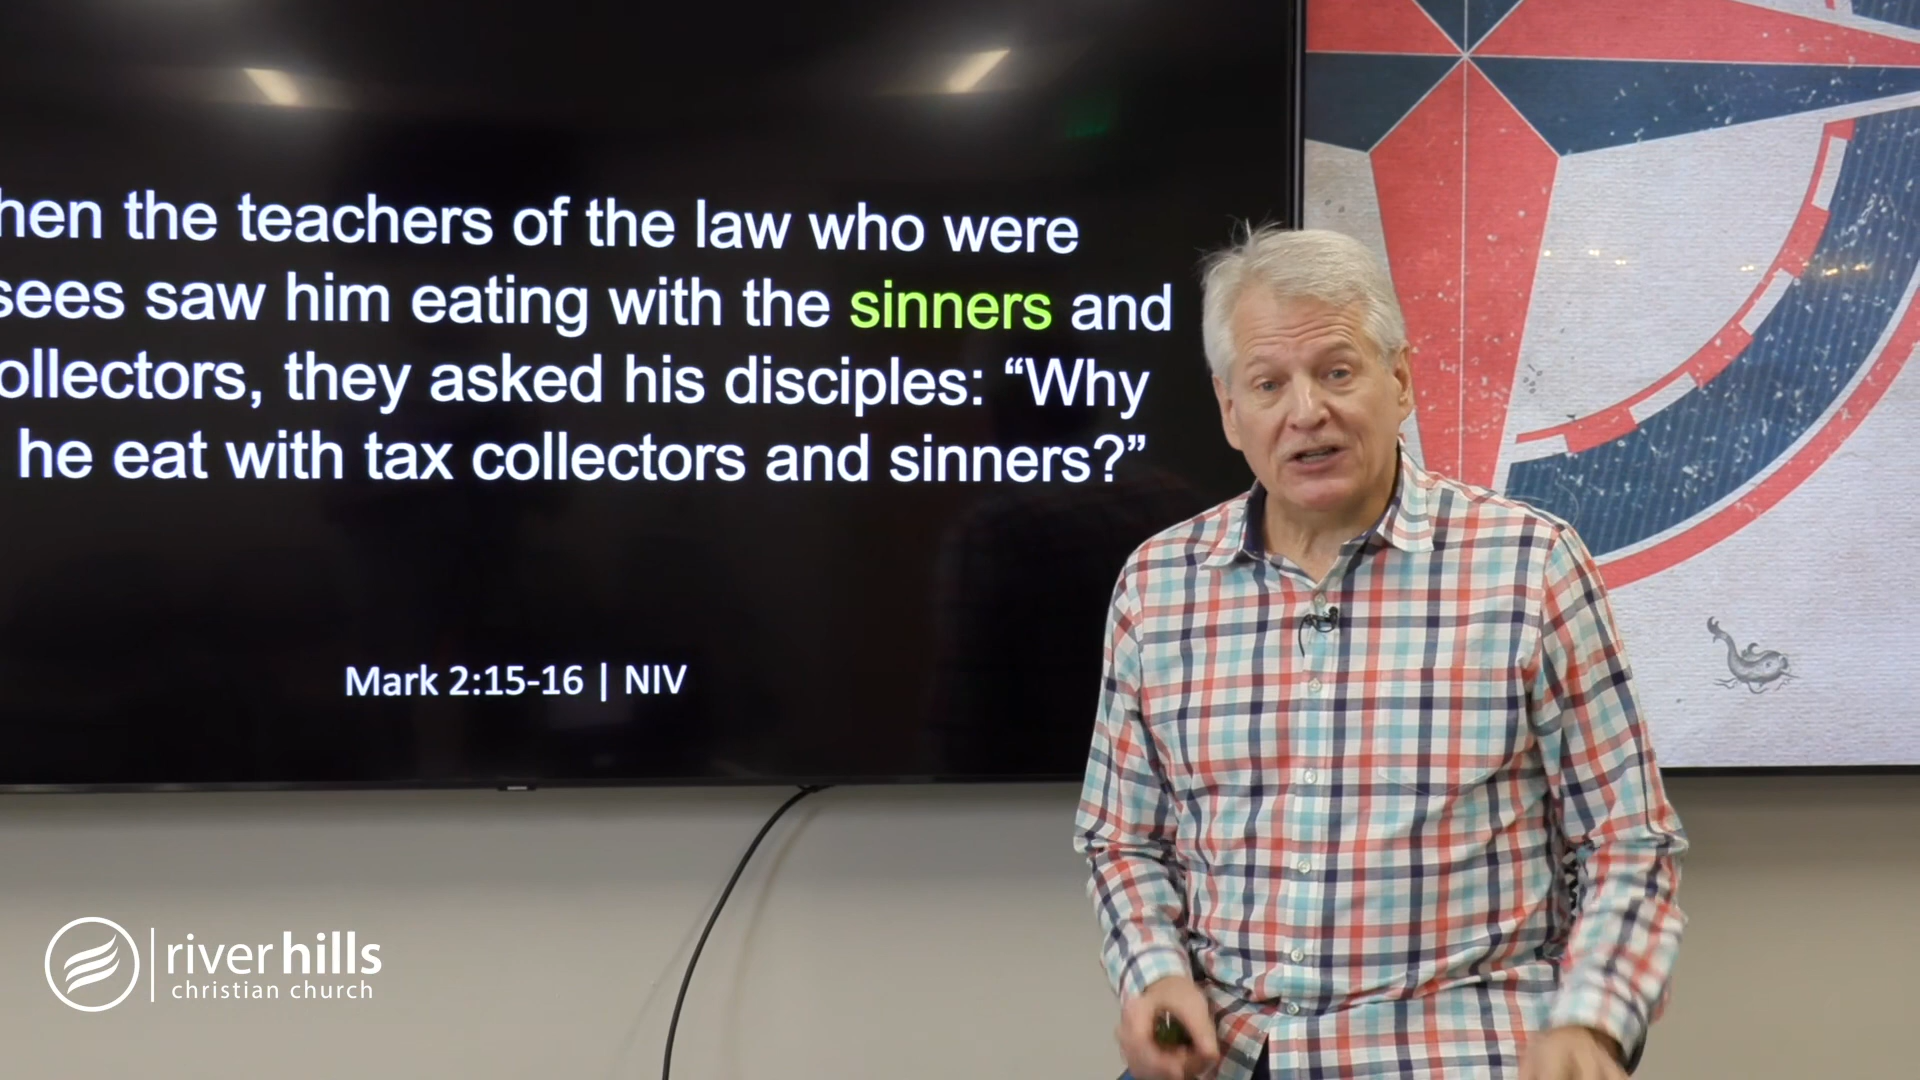 hen the teachers of the law who were
sees saw him eating with the sinners and
ollectors, they asked his disciples: “Why
he eat with tax collectors and sinners?”
Mark 2:15-16 | NIV
river hills
christian church